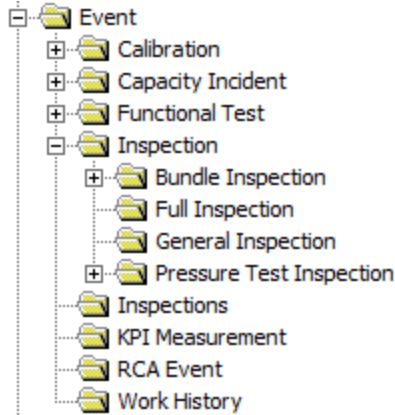 Event
Calibration
Capacity Incident
Functional Test
Inspection
Bundle Inspection
Full Inspection
General Inspection
Pressure Test Inspection
Inspections
KPI Measurement
RCA Event
Work History